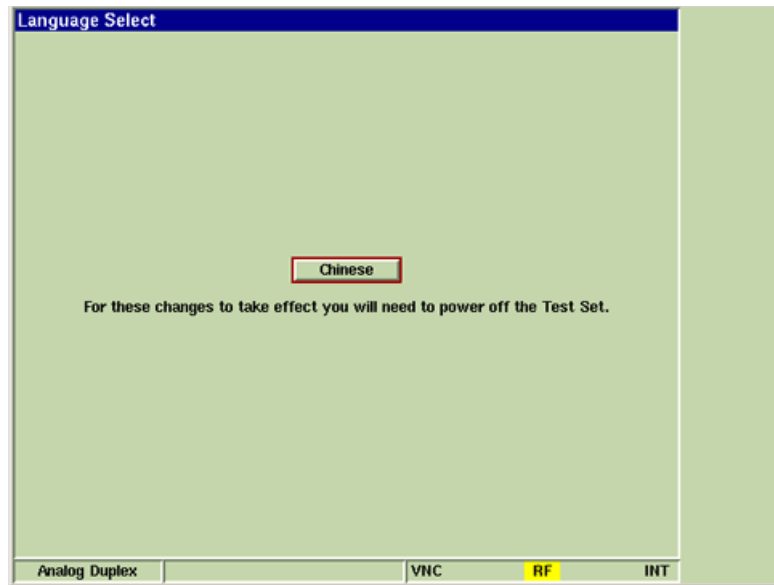 Language Select
Chinese
For these changes to take effect you will need to power off the Test Set.
Analog Duplex VNC RF INT